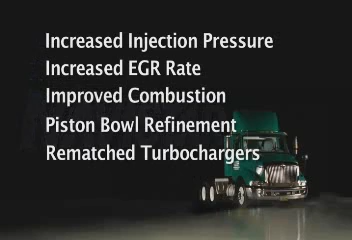 Increased Injection Pressure
Increased EGR Rate
Improved Combustion
Piston Bowl Refinement
Rematched Turbochargers